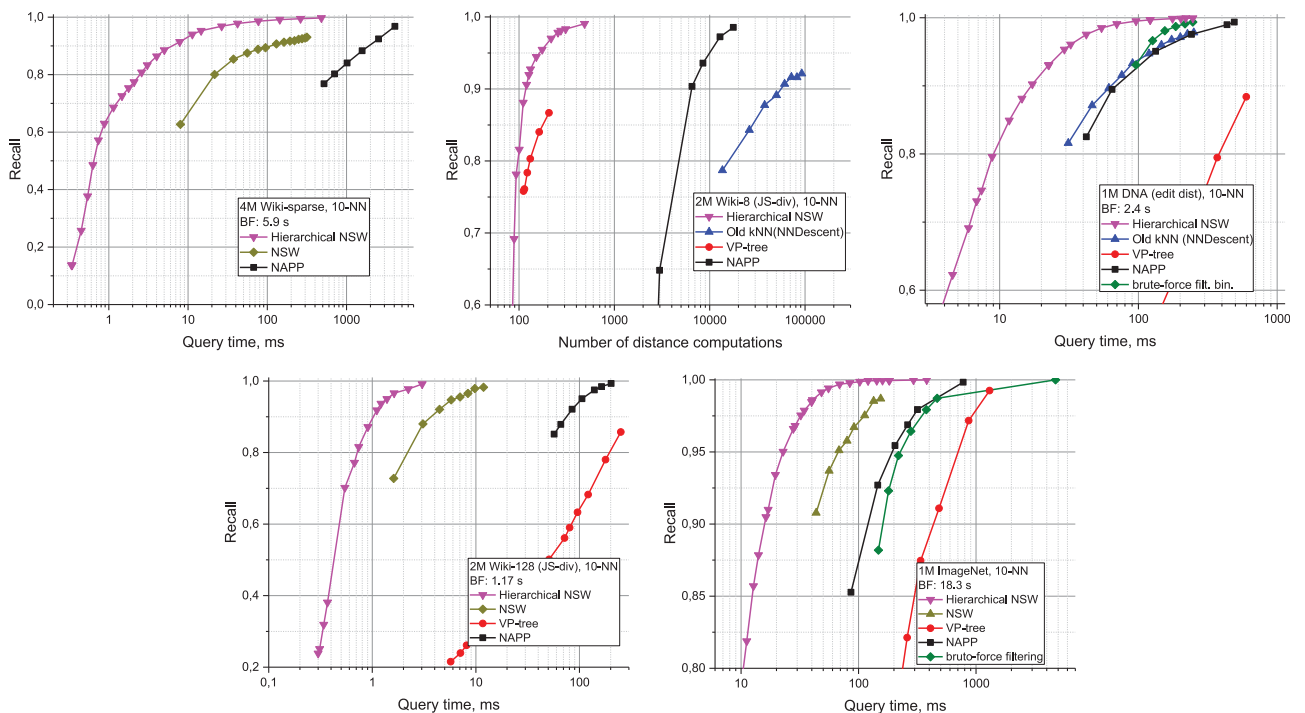 1,0
0,8
0,6
0,4
0,2
0,0
Recall
4M Wiki-sparse, 10-NN
BF: 5.9 s
Hierarchical NSW
NSW
NAPP
1
10
100
1000
Query time, ms
1,0
0,9
0,8
0,7
0,6
Recall
2M Wiki-8 (JS-div), 10-NN
Hierarchical NSW
Old kNN(NNDescent)
VP-tree
NAPP
100
1000
10000
100000
Number of distance computations
1,0
0,8
0,6
Recall
1M DNA (edit dist), 10-NN
BF: 2.4 s
Hierarchical NSW
Old kNN (NNDescent)
VP-tree
NAPP
brute-force filt. bin.
10
100
1000
Query time, ms
1,0
0,8
0,6
0,4
0,2
Recall
2M Wiki-128 (JS-div), 10-NN
BF: 1.17 s
Hierarchical NSW
NSW
VP-tree
NAPP
0,1
1
10
100
Query time, ms
1,00
0,95
0,90
0,85
0,80
Recall
1M ImageNet, 10-NN
BF: 18.3 s
Hierarchical NSW
NSW
VP-tree
NAPP
bruto-force filtering
10
100
1000
Query time, ms